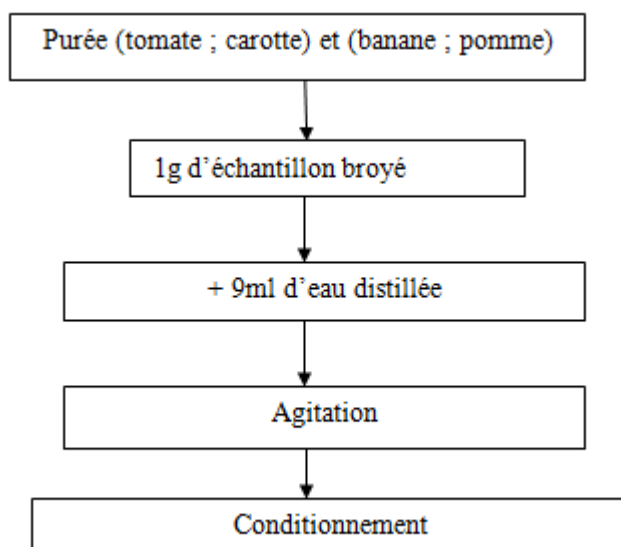 Purée (tomate ; carotte) et (banane ; pomme)
1g d’échantillon broyé
+ 9ml d’eau distillée
Agitation
Conditionnement